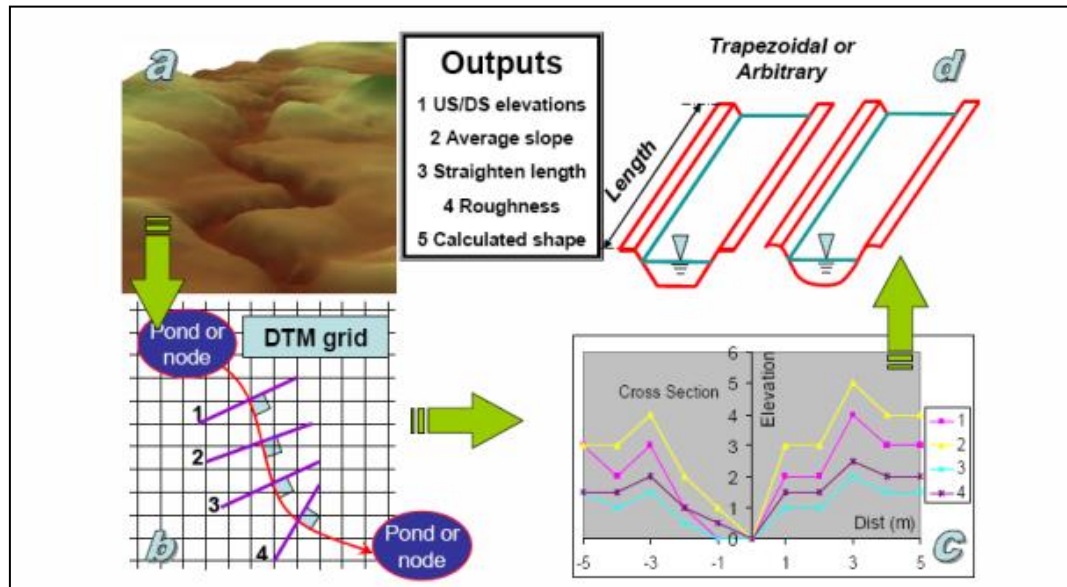 a
Outputs
1 US/DS elevations
2 Average slope
3 Straighten length
4 Roughness
5 Calculated shape
Trapezoidal or
Arbitrary
d
Length
Pond or
node
DTM grid
1
2
3
4
Pond or
node
b
Cross Section
Elevation
6
5
4
3
2
1
0
-5 -3 -1 1 3 5
Dist (m)
1
2
3
4
c